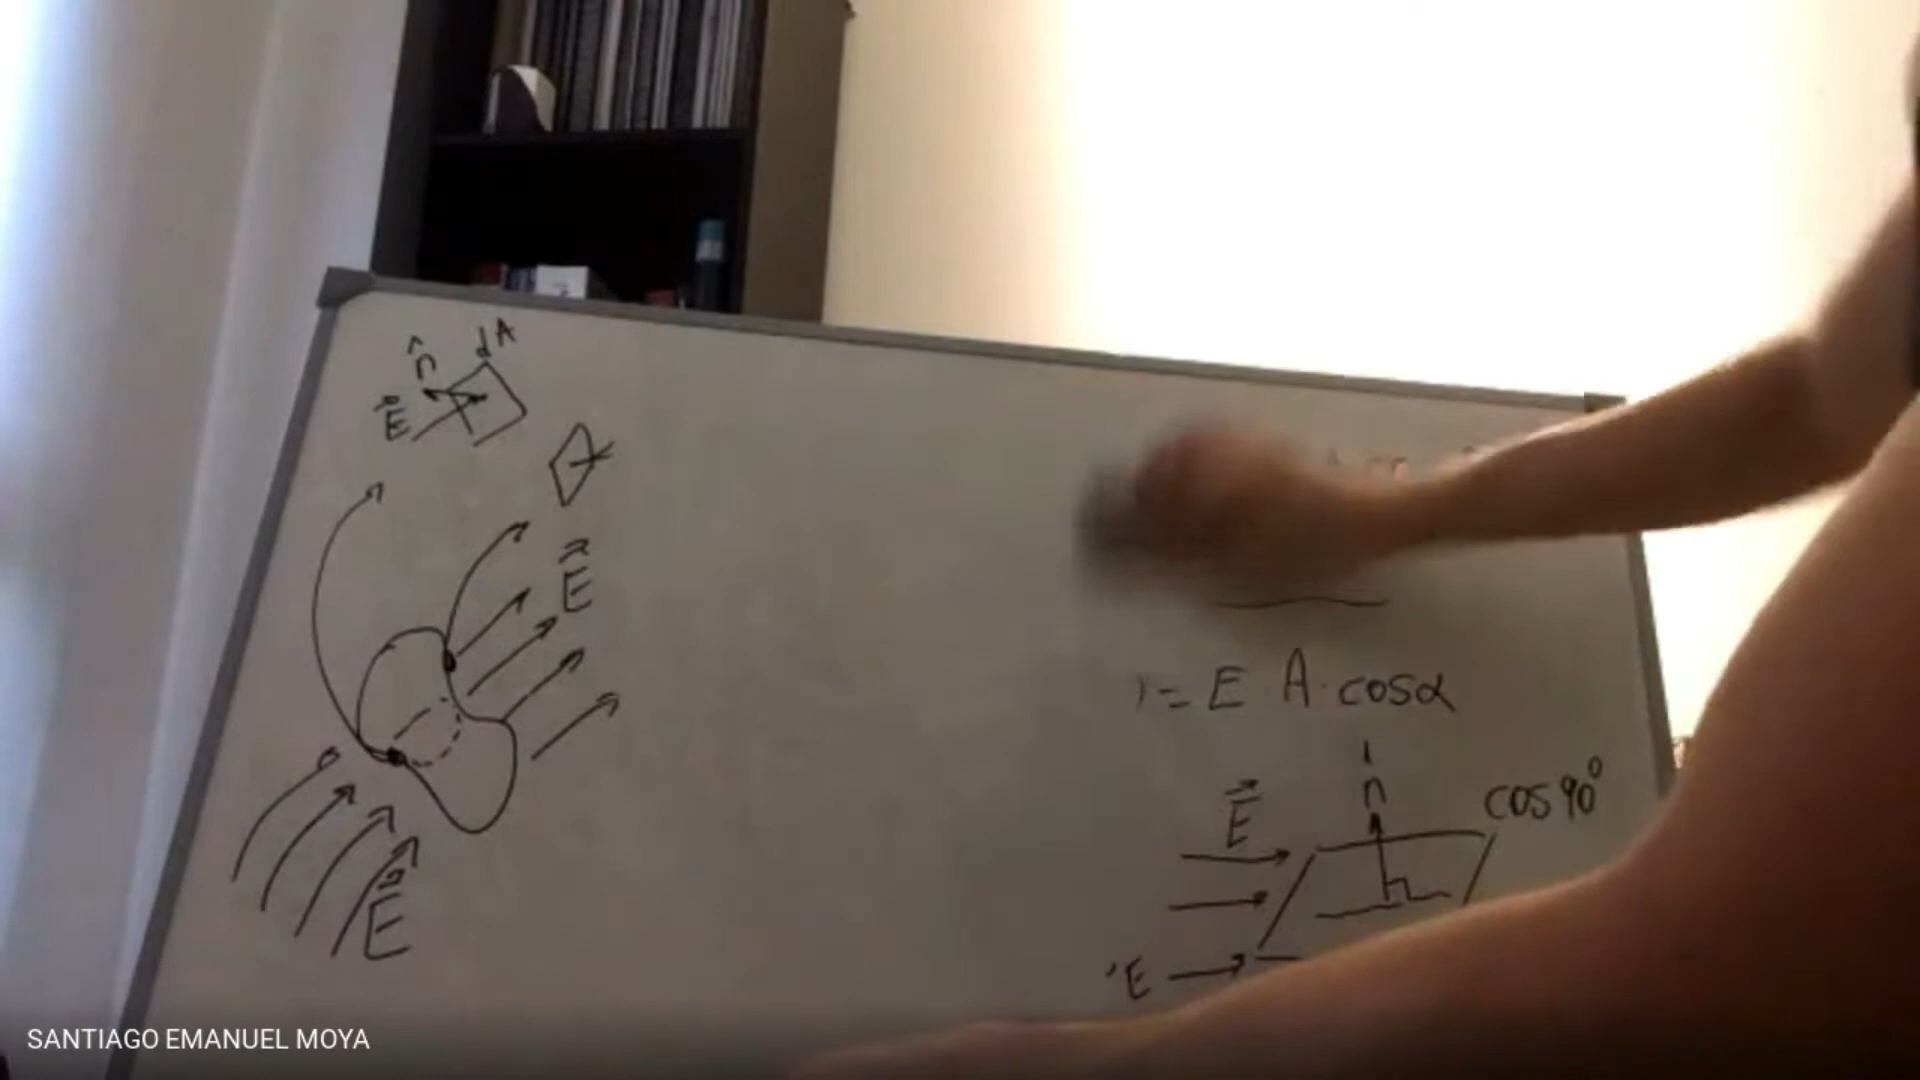 n̂ dA
E⃗
E⃗
E⃗
= E · A · cosα
E⃗ n cos 90°
E
SANTIAGO EMANUEL MOYA